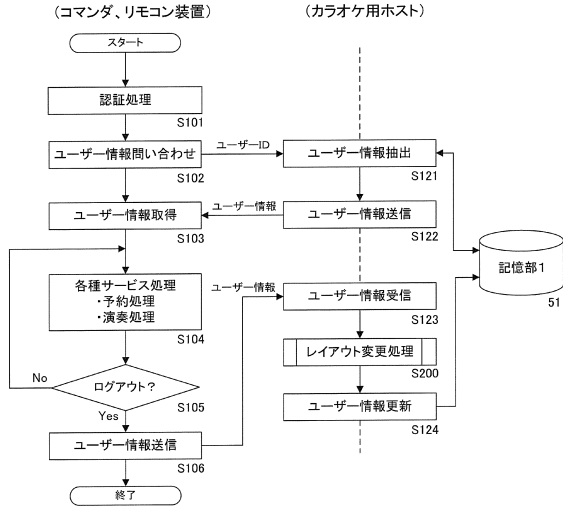 （コマンダ、リモコン装置）
（カラオケ用ホスト）
スタート
認証処理
S101
ユーザー情報問い合わせ
S102
ユーザーID
ユーザー情報抽出
S121
ユーザー情報取得
S103
ユーザー情報
ユーザー情報送信
S122
記憶部1
51
各種サービス処理
・予約処理
・演奏処理
S104
ユーザー情報
ユーザー情報受信
S123
レイアウト変更処理
S200
No
ログアウト？
S105
Yes
ユーザー情報更新
S124
ユーザー情報送信
S106
終了